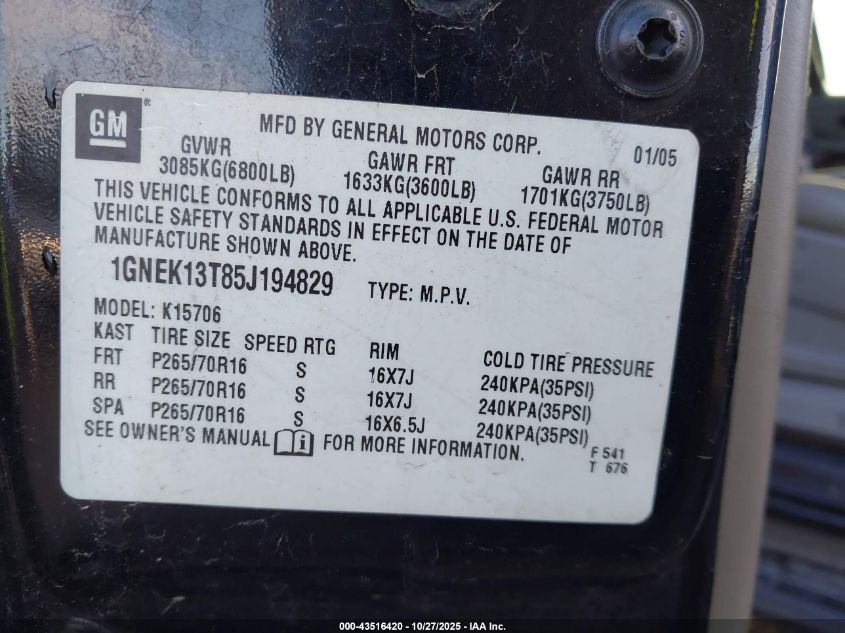 GM ®
MFD BY GENERAL MOTORS CORP. 01/05
GVWR GAWR FRT GAWR RR
3085KG(6800LB) 1633KG(3600LB) 1701KG(3750LB)
THIS VEHICLE CONFORMS TO ALL APPLICABLE U.S. FEDERAL MOTOR
VEHICLE SAFETY STANDARDS IN EFFECT ON THE DATE OF
MANUFACTURE SHOWN ABOVE.
1GNEK13T85J194829 TYPE: M.P.V.
MODEL: K15706
KAST TIRE SIZE SPEED RTG RIM COLD TIRE PRESSURE
FRT P265/70R16 S 16X7J 240KPA(35PSI)
RR P265/70R16 S 16X7J 240KPA(35PSI)
SPA P265/70R16 S 16X6.5J 240KPA(35PSI)
SEE OWNER'S MANUAL i FOR MORE INFORMATION.
F 541
T 676
000-43516420 - 10/27/2025 - IAA Inc.